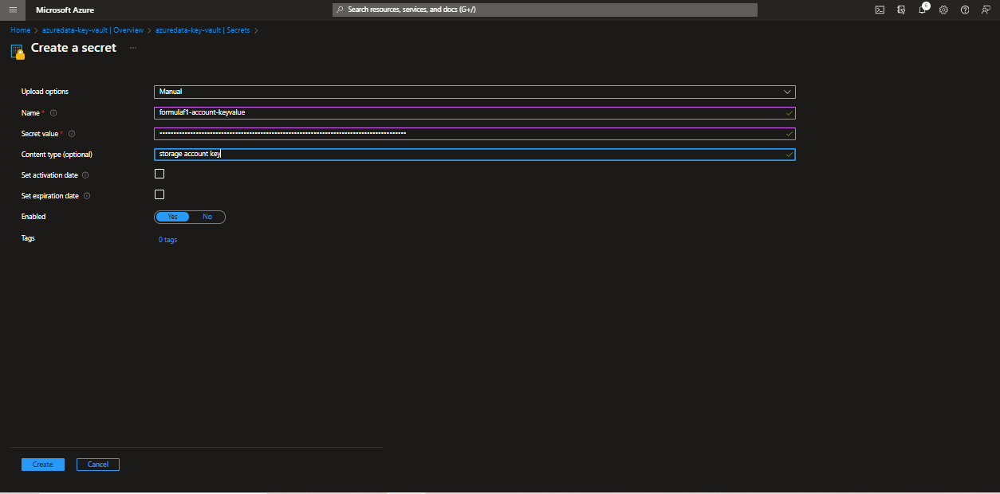 Microsoft Azure
Search resources, services, and docs (G+/)
6
Home > azuredata-key-vault | Overview > azuredata-key-vault | Secrets >
Create a secret ...
Upload options Manual
Name * formulaf1-account-keyvalue
Secret value * ••••••••••••••••••••••••••••••••••••••••••••••••••••••••••••••••••••••••••••••••••••••••
Content type (optional) storage account key
Set activation date
Set expiration date
Enabled Yes No
Tags 0 tags
Create Cancel